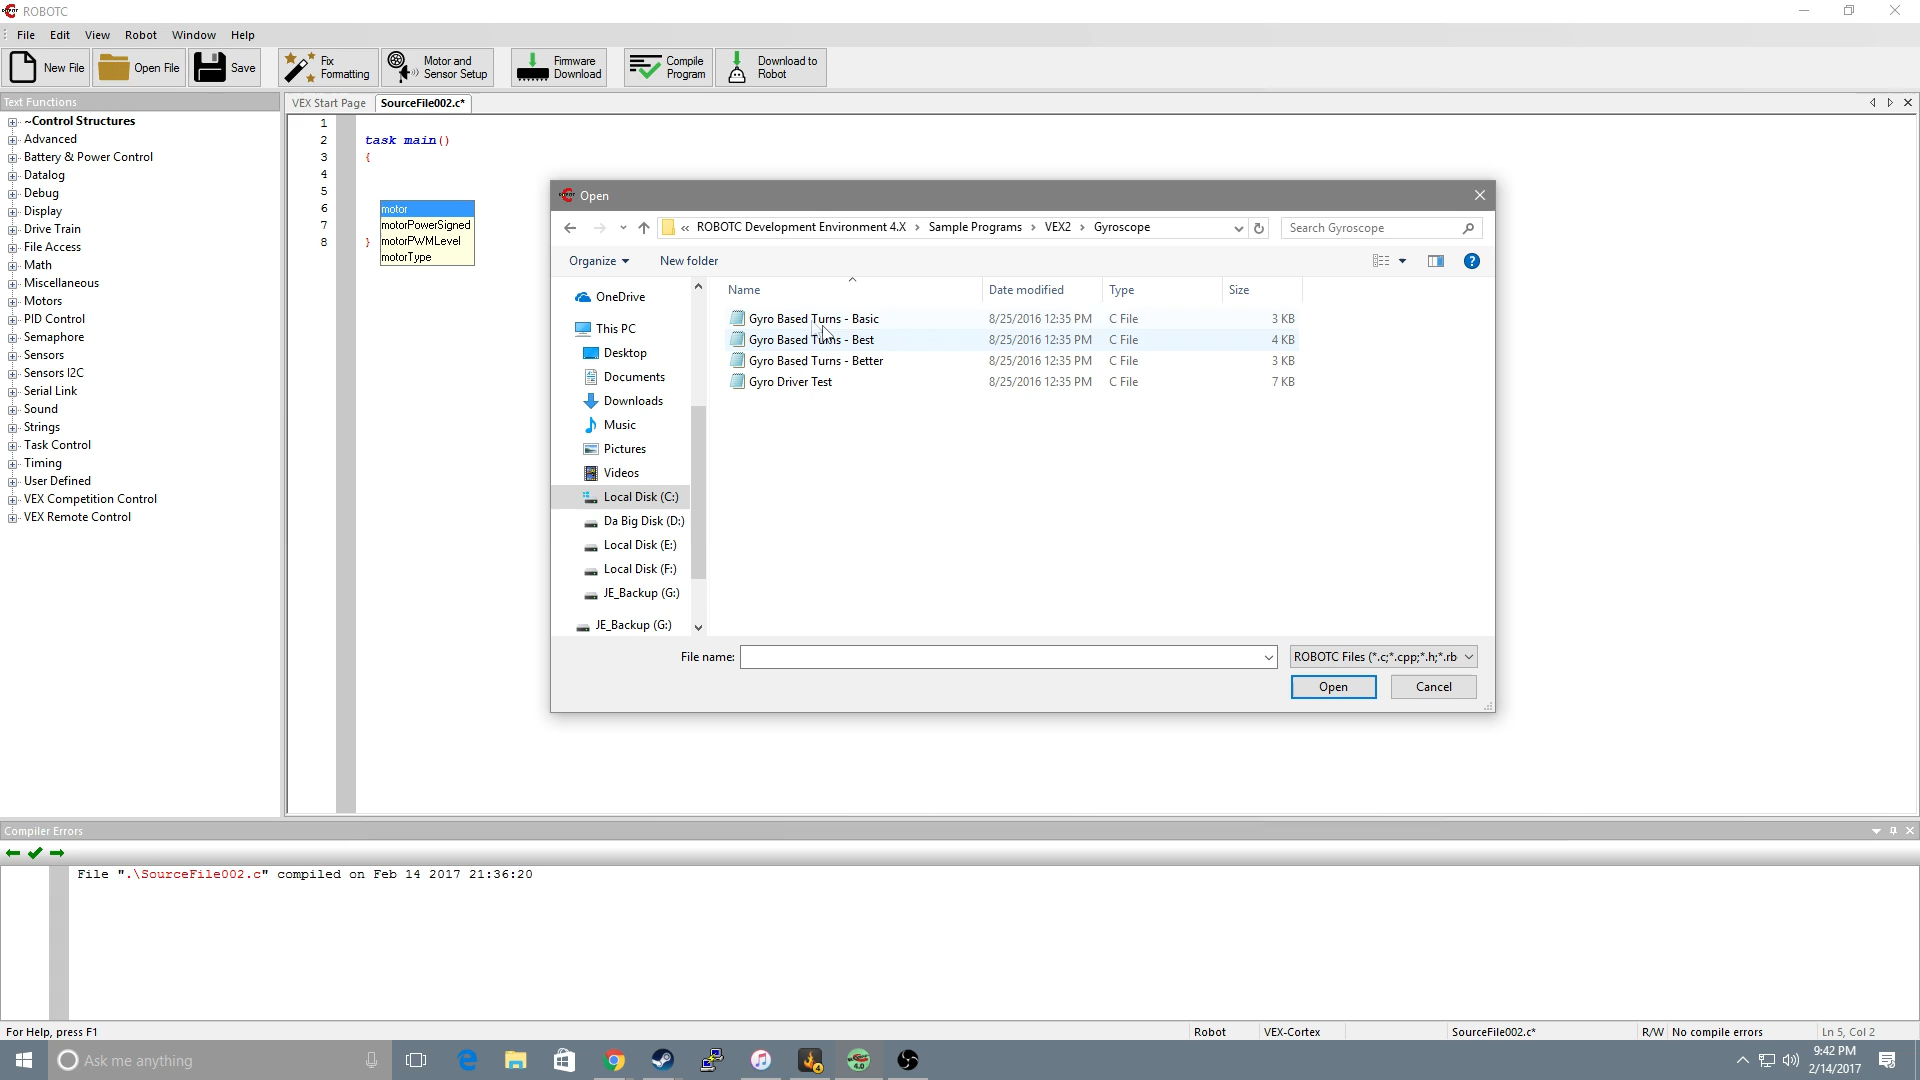 ROBOTC
File Edit View Robot Window Help
New File Open File Save Fix Formatting Motor and Sensor Setup Firmware Download Compile Program Download to Robot
Text Functions
VEX Start Page SourceFile002.c*
~Control Structures
Advanced
Battery & Power Control
Datalog
Debug
Display
Drive Train
File Access
Math
Miscellaneous
Motors
PID Control
Semaphore
Sensors
Sensors I2C
Serial Link
Sound
Strings
Task Control
Timing
User Defined
VEX Competition Control
VEX Remote Control
1
2 task main()
3 {
4
5
6
7
8 }
motor
motorPowerSigned
motorPWMLevel
motorType
Open
« ROBOTC Development Environment 4.X › Sample Programs › VEX2 › Gyroscope
Search Gyroscope
Organize New folder
OneDrive
This PC
Desktop
Documents
Downloads
Music
Pictures
Videos
Local Disk (C:)
Da Big Disk (D:)
Local Disk (E:)
Local Disk (F:)
JE_Backup (G:)
JE_Backup (G:)
Name Date modified Type Size
Gyro Based Turns - Basic 8/25/2016 12:35 PM C File 3 KB
Gyro Based Turns - Best 8/25/2016 12:35 PM C File 4 KB
Gyro Based Turns - Better 8/25/2016 12:35 PM C File 3 KB
Gyro Driver Test 8/25/2016 12:35 PM C File 7 KB
File name: ROBOTC Files (*.c;*.cpp;*.h;*.rb
Open Cancel
Compiler Errors
File ".\SourceFile002.c" compiled on Feb 14 2017 21:36:20
For Help, press F1 Robot VEX-Cortex SourceFile002.c* R/W No compile errors Ln 5, Col 2
Ask me anything
9:42 PM
2/14/2017